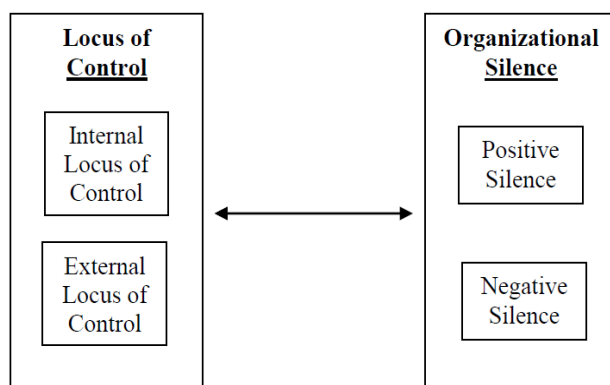 Locus of
Control
Internal
Locus of
Control
External
Locus of
Control
Organizational
Silence
Positive
Silence
Negative
Silence